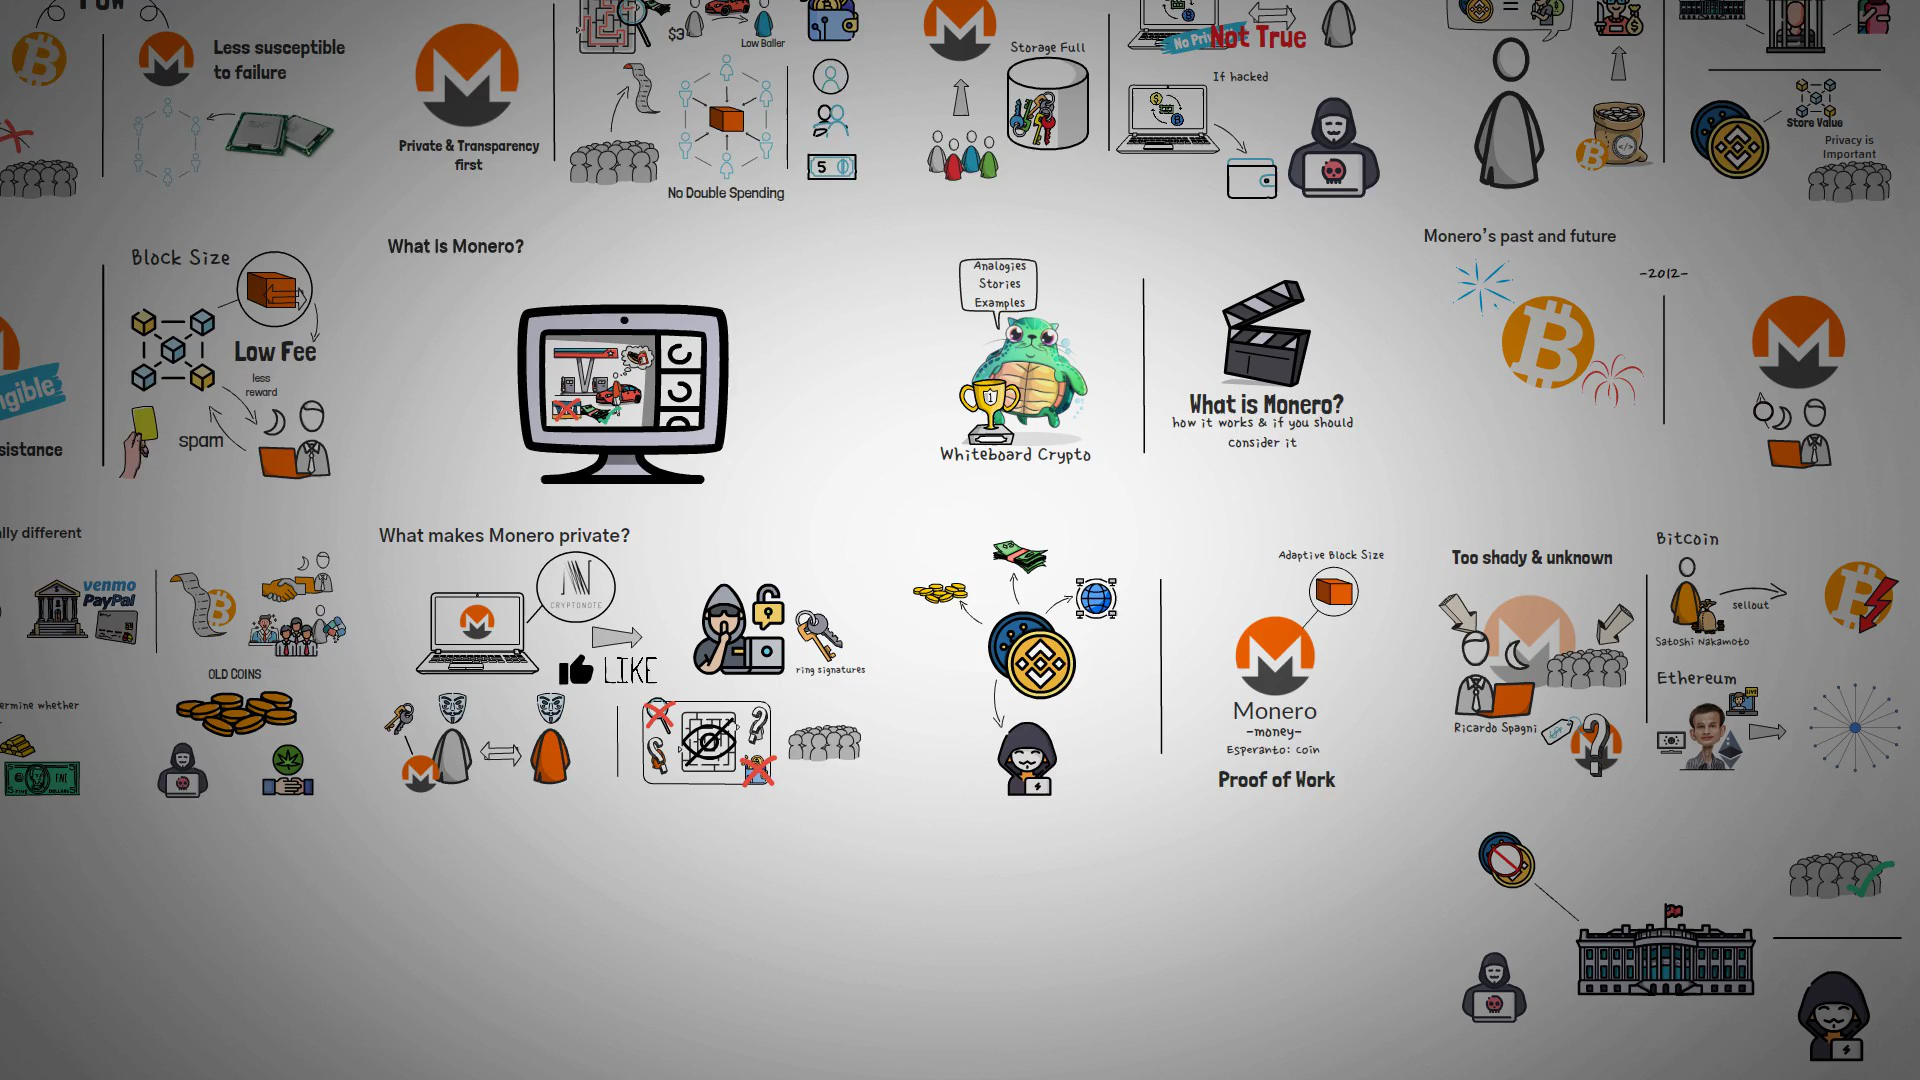 Less susceptible
to failure
Private & Transparency
first
$3
Low Baller
No Double Spending
5
Storage Full
Not True
If hacked
Store Value
Privacy is
Important
Block Size
Low Fee
less
reward
spam
What Is Monero?
Analogies
Stories
Examples
1
Whiteboard Crypto
What is Monero?
how it works & if you should
consider it
Monero's past and future
-2012-
lly different
venmo
PayPal
OLD COINS
ermine whether
What makes Monero private?
CRYPTONOTE
LIKE
ring signatures
Adaptive Block Size
Monero
-money-
Esperanto: coin
Proof of Work
Too shady & unknown
Ricardo Spagni
Bitcoin
sellout
Satoshi Nakamoto
Ethereum
LIVE